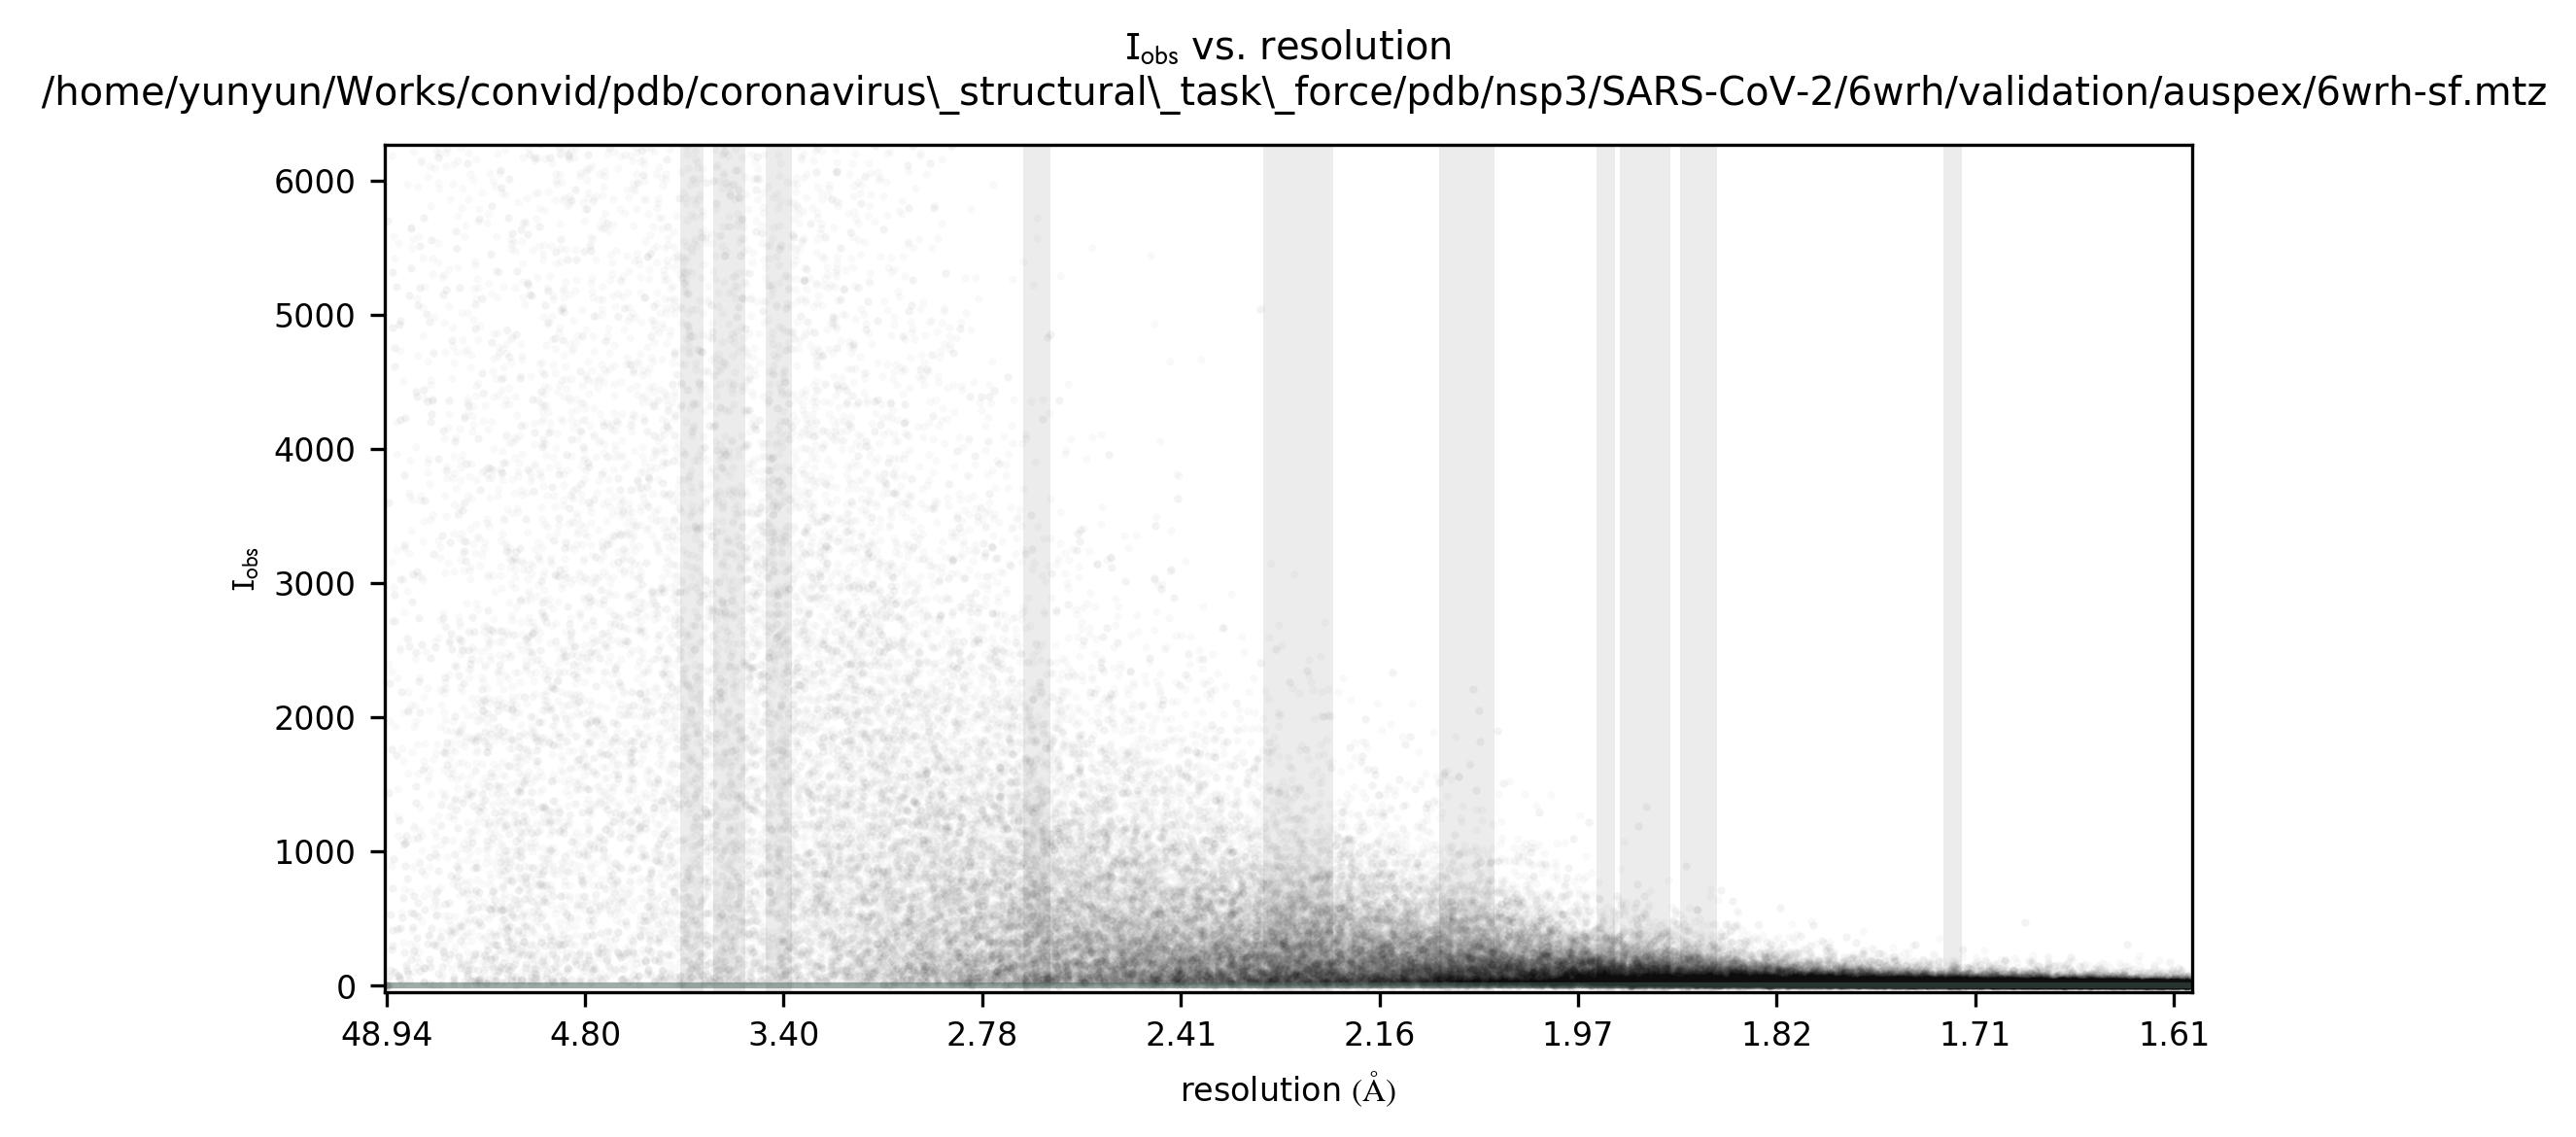 I_obs vs. resolution
/home/yunyun/Works/convid/pdb/coronavirus\_structural\_task\_force/pdb/nsp3/SARS-CoV-2/6wrh/validation/auspex/6wrh-sf.mtz
6000
5000
4000
I_obs
3000
2000
1000
0
48.94 4.80 3.40 2.78 2.41 2.16 1.97 1.82 1.71 1.61
resolution (Å)